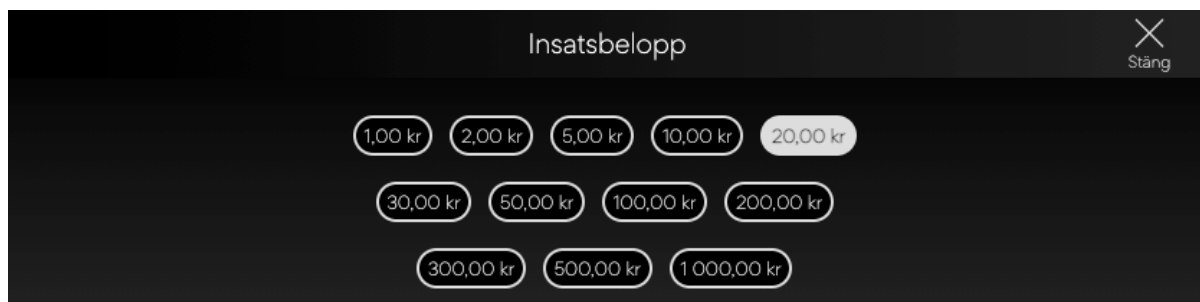 Insatsbelopp
Stäng
1,00 kr 2,00 kr 5,00 kr 10,00 kr 20,00 kr
30,00 kr 50,00 kr 100,00 kr 200,00 kr
300,00 kr 500,00 kr 1 000,00 kr